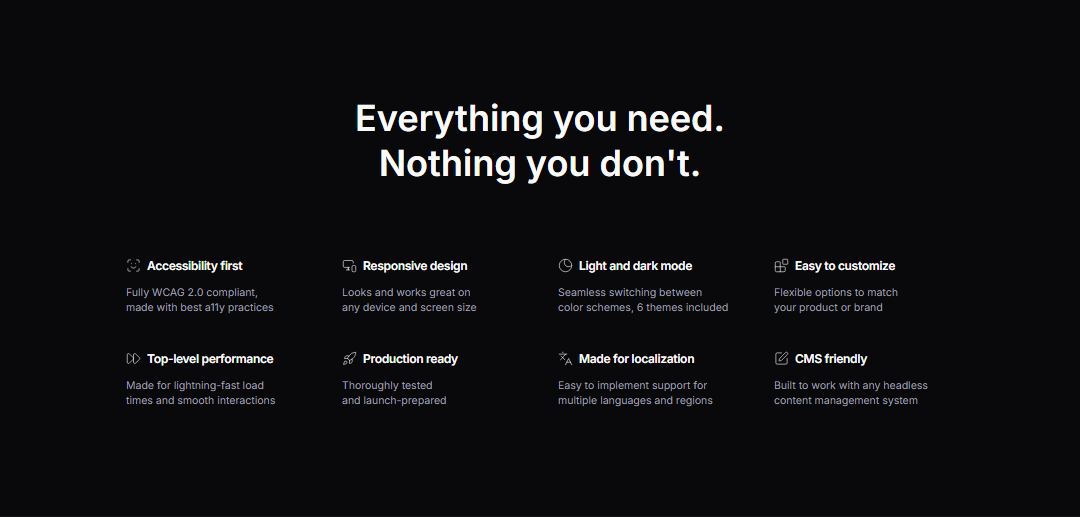 Everything you need.
Nothing you don't.
Accessibility first
Fully WCAG 2.0 compliant,
made with best a11y practices
Responsive design
Looks and works great on
any device and screen size
Light and dark mode
Seamless switching between
color schemes, 6 themes included
Easy to customize
Flexible options to match
your product or brand
Top-level performance
Made for lightning-fast load
times and smooth interactions
Production ready
Thoroughly tested
and launch-prepared
Made for localization
Easy to implement support for
multiple languages and regions
CMS friendly
Built to work with any headless
content management system